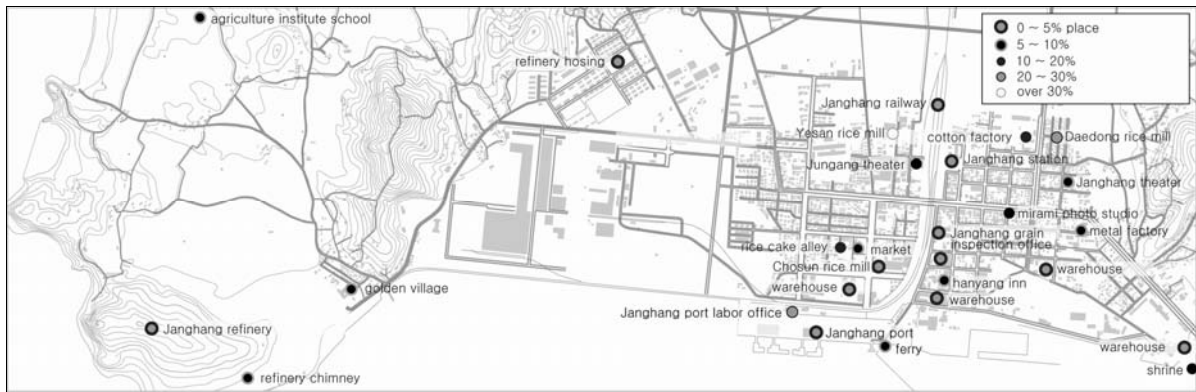 agriculture institute school
0 ~ 5% place
5 ~ 10%
10 ~ 20%
20 ~ 30%
over 30%
refinery hosing
Janghang railway
Yesan rice mill
cotton factory
Daedong rice mill
Jungang theater
Janghang station
Janghang theater
mirami photo studio
metal factory
Janghang grain
inspection office
rice cake alley
market
Chosun rice mill
warehouse
hanyang inn
golden village
warehouse
warehouse
Janghang port labor office
Janghang refinery
Janghang port
ferry
warehouse
shrine
refinery chimney